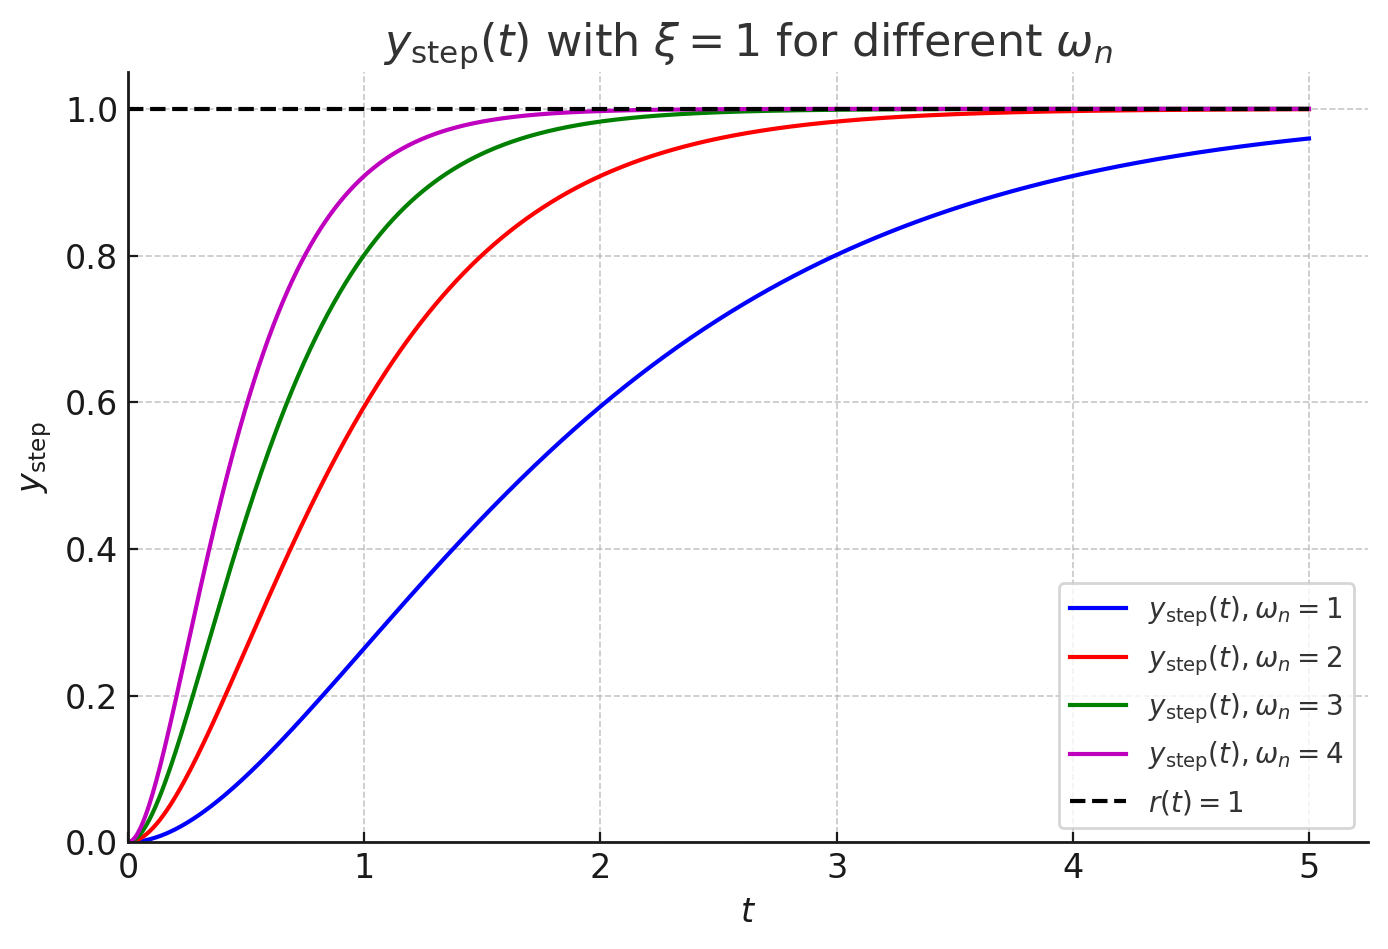 y_step(t) with ξ = 1 for different ω_n
y_step
1.0
0.8
0.6
0.4
0.2
0.0
0 1 2 3 4 5
t
y_step(t), ω_n = 1
y_step(t), ω_n = 2
y_step(t), ω_n = 3
y_step(t), ω_n = 4
r(t) = 1